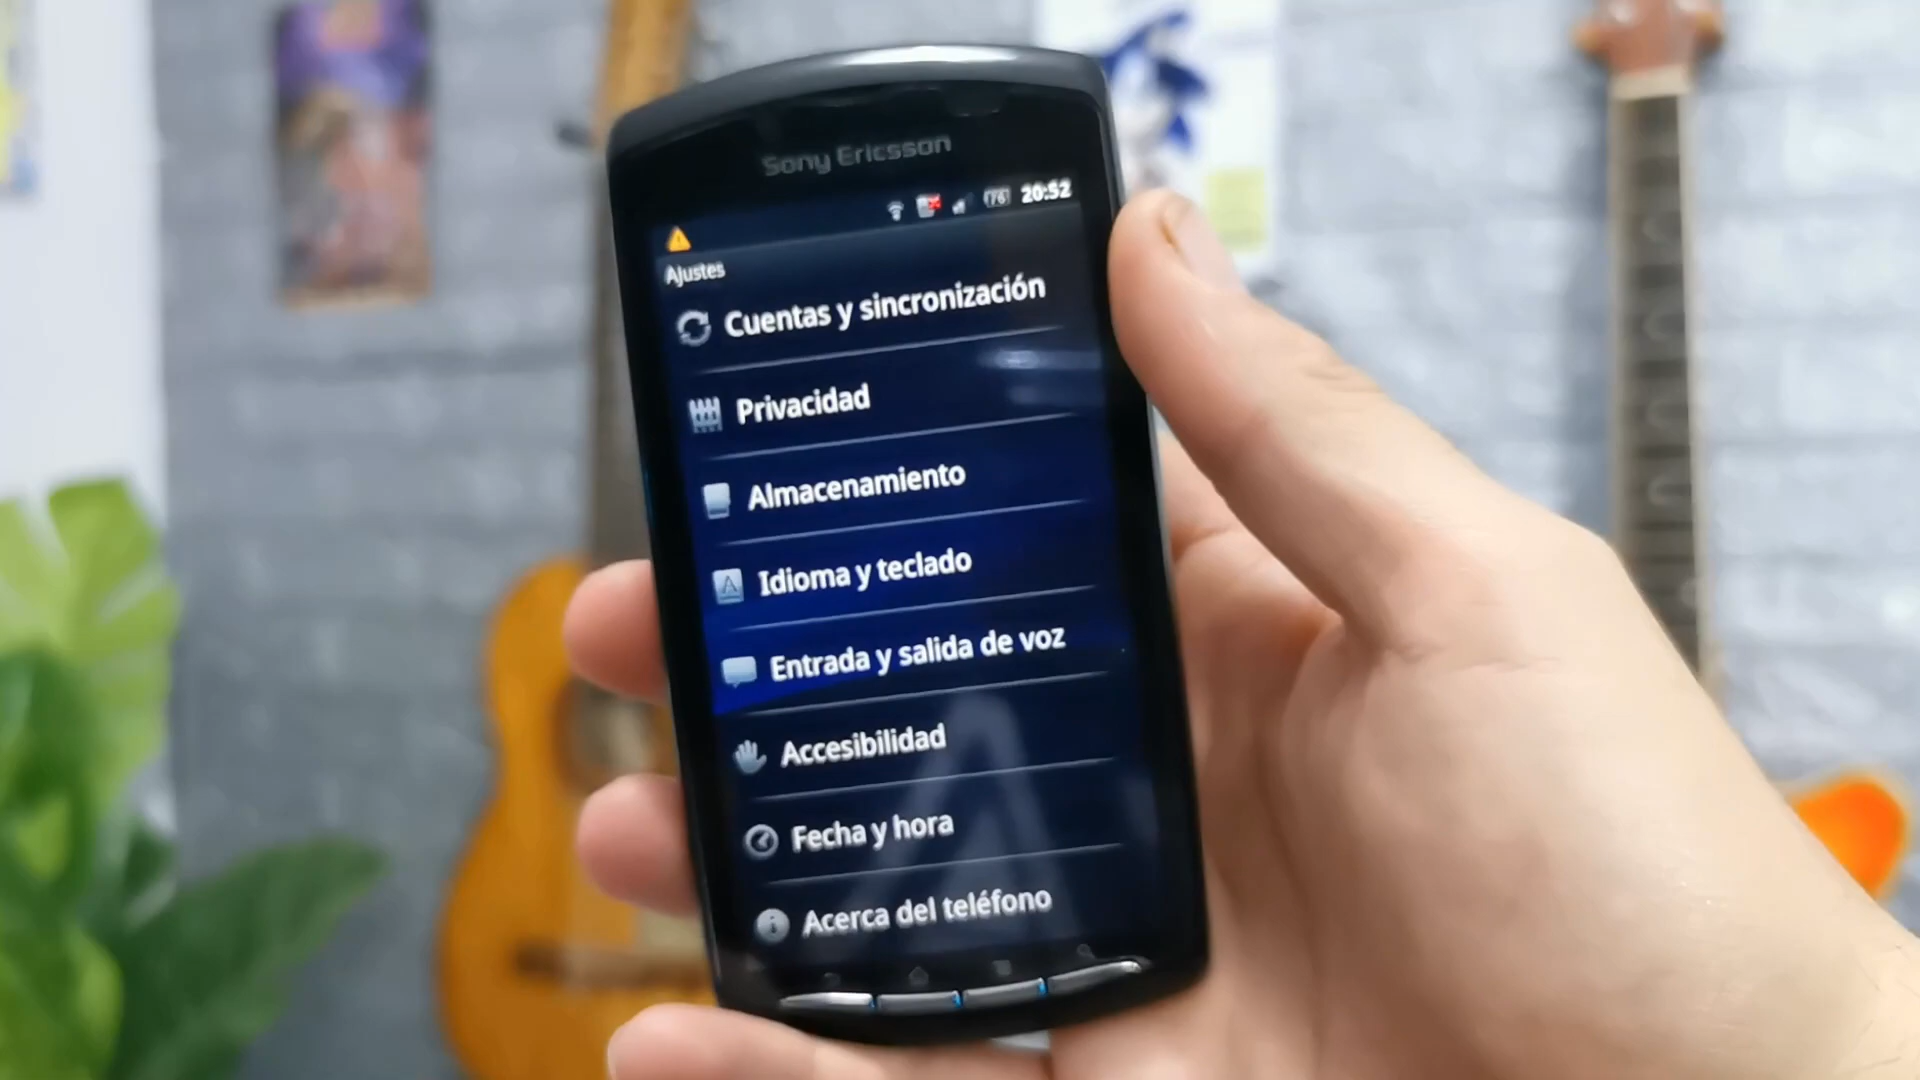 Sony Ericsson
76 20:52
Ajustes
Cuentas y sincronización
Privacidad
Almacenamiento
Idioma y teclado
Entrada y salida de voz
Accesibilidad
Fecha y hora
Acerca del teléfono